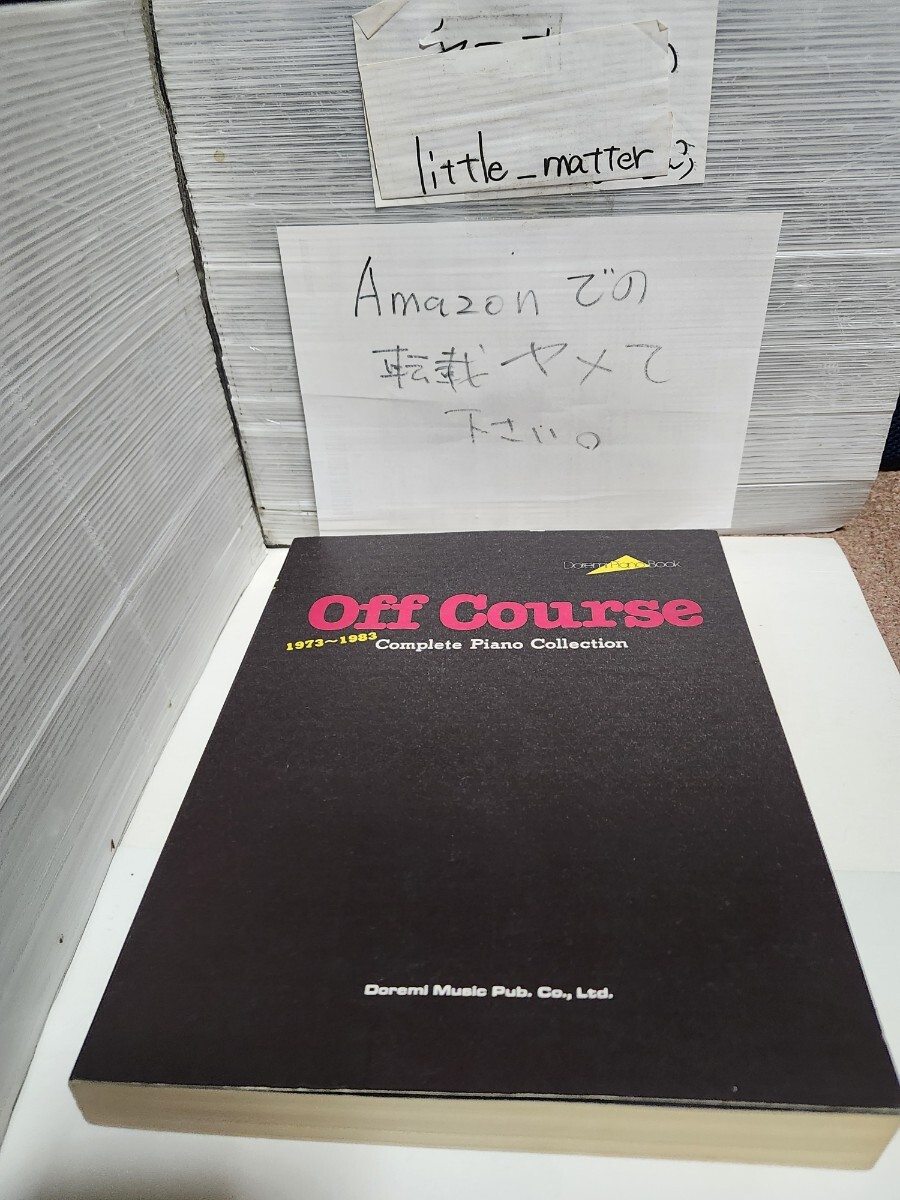 little_matter
Amazonでの
転載ヤメて
下さい。
Doremi Piano Book
Off Course
1973~1983
Complete Piano Collection
Doremi Music Pub. Co., Ltd.